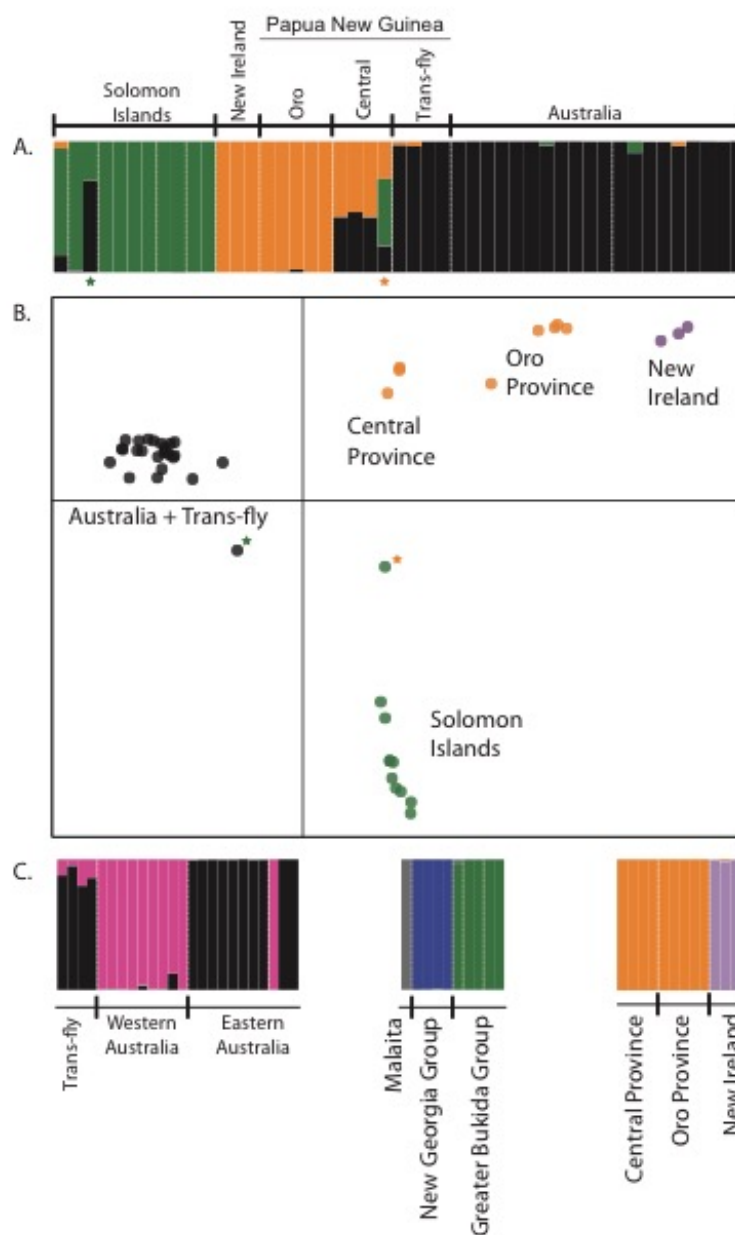 Papua New Guinea
Solomon
Islands
New Ireland
Oro
Central
Trans-fly
Australia
A.
B.
Oro
Province
New
Ireland
Central
Province
Australia + Trans-fly
Solomon
Islands
C.
Trans-fly
Western
Australia
Eastern
Australia
Malaita
New Georgia Group
Greater Bukida Group
Central Province
Oro Province
New Ireland